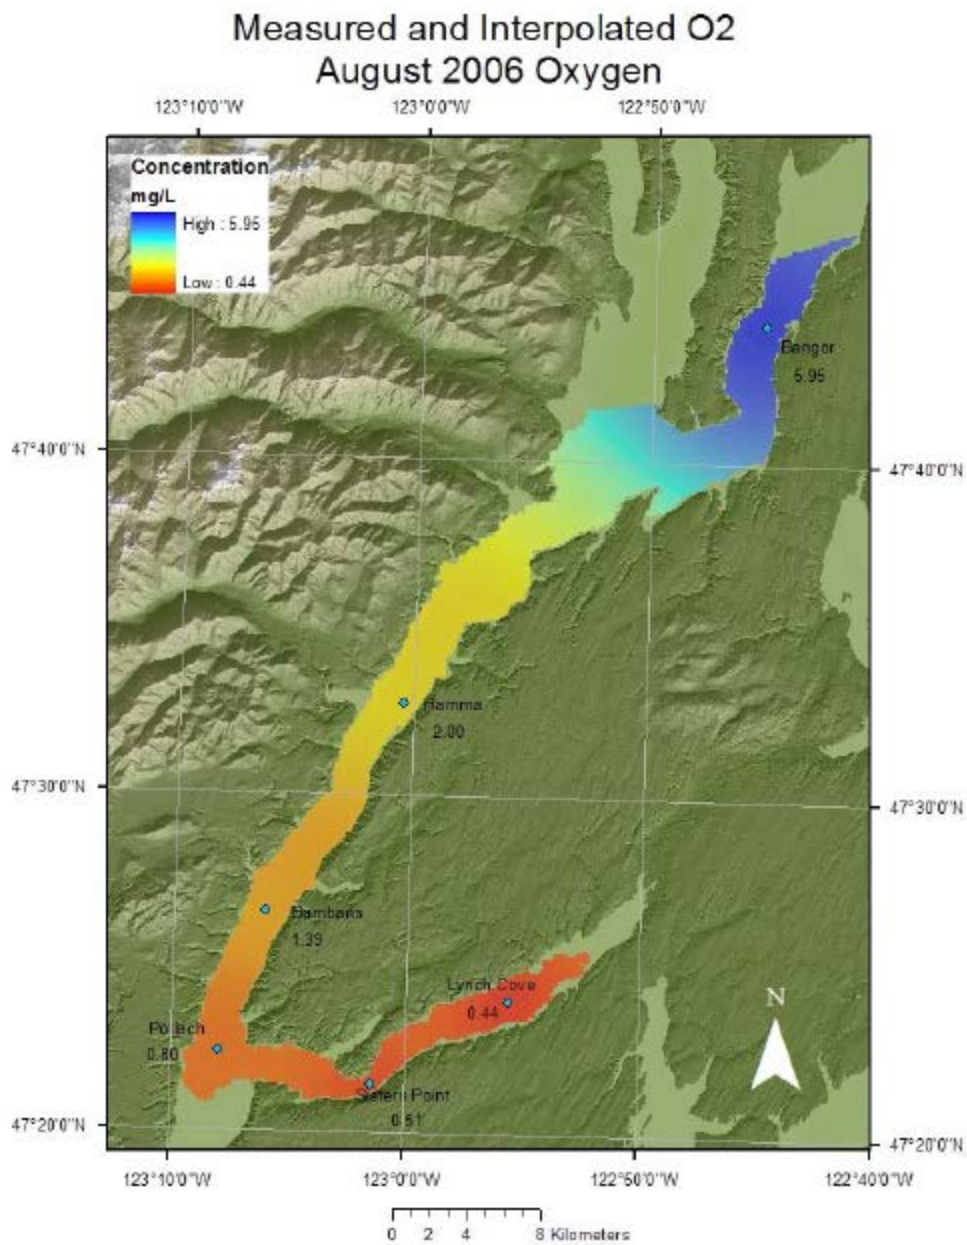 Measured and Interpolated O2
August 2006 Oxygen
123°10'0"W 123°0'0"W 122°50'0"W
Concentration
mg/L
High : 5.95
Low : 0.44
Bangor
5.95
47°40'0"N
47°40'0"N
Hamma
2.00
47°30'0"N
47°30'0"N
1.39
Lynch Cove
0.44
N
0.80
Sisters Point
0.51
47°20'0"N
47°20'0"N
123°10'0"W 123°0'0"W 122°50'0"W 122°40'0"W
0 2 4 8 Kilometers